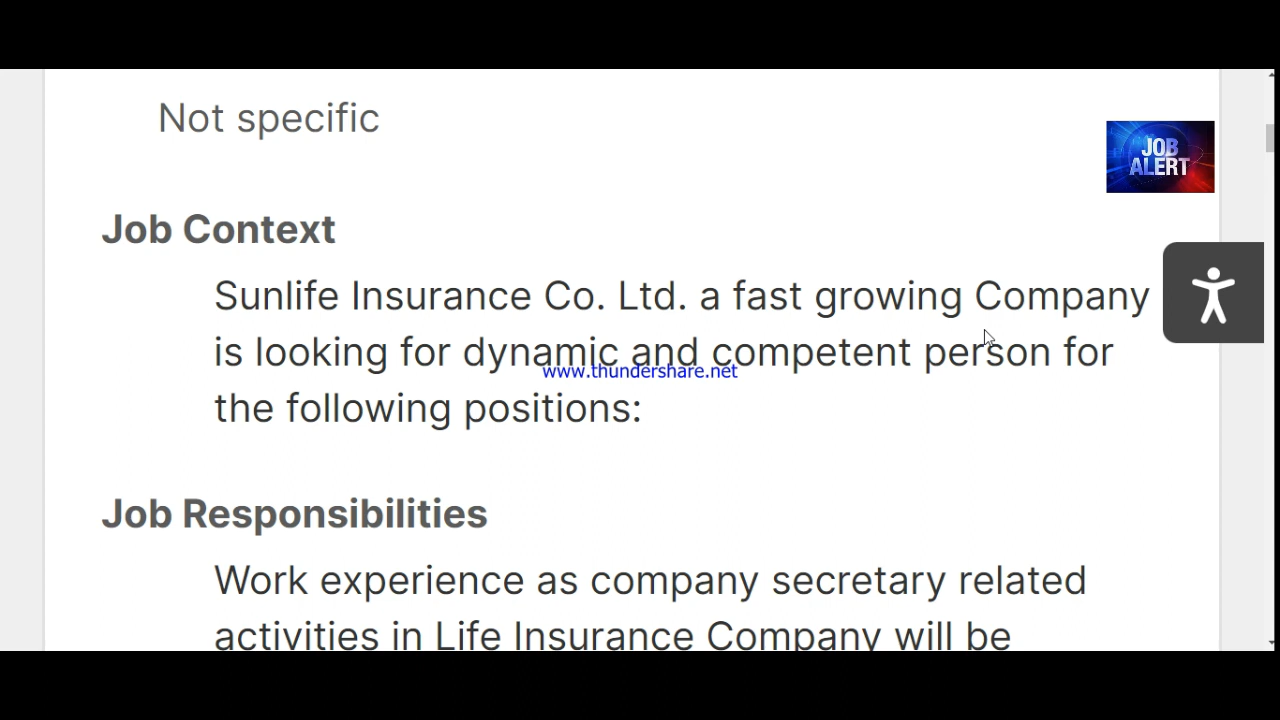 Not specific
JOB
ALERT
Job Context
Sunlife Insurance Co. Ltd. a fast growing Company
is looking for dynamic and competent person for
www.thundershare.net
the following positions:
Job Responsibilities
Work experience as company secretary related
activities in Life Insurance Company will be